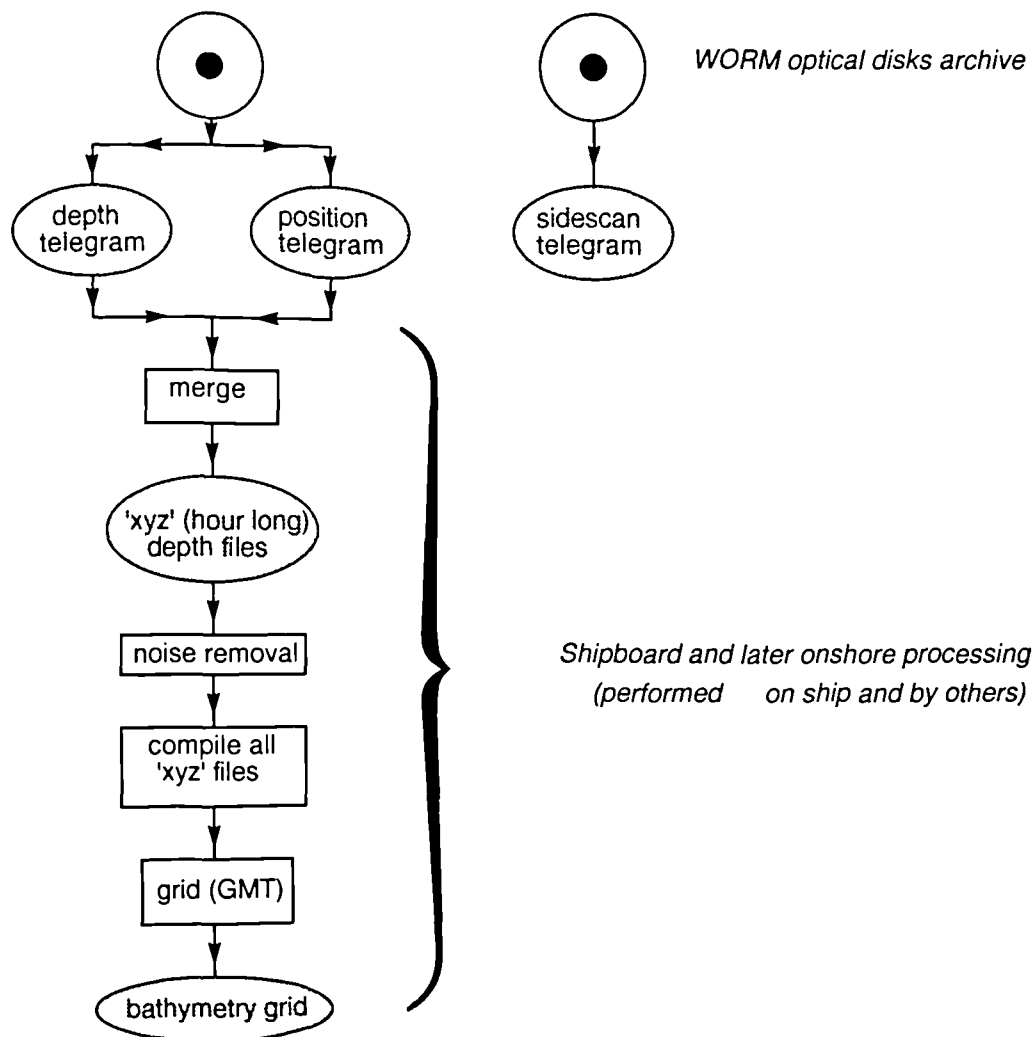 WORM optical disks archive
depth
telegram
position
telegram
sidescan
telegram
merge
'xyz' (hour long)
depth files
noise removal
Shipboard and later onshore processing
(performed on ship and by others)
compile all
'xyz' files
grid (GMT)
bathymetry grid